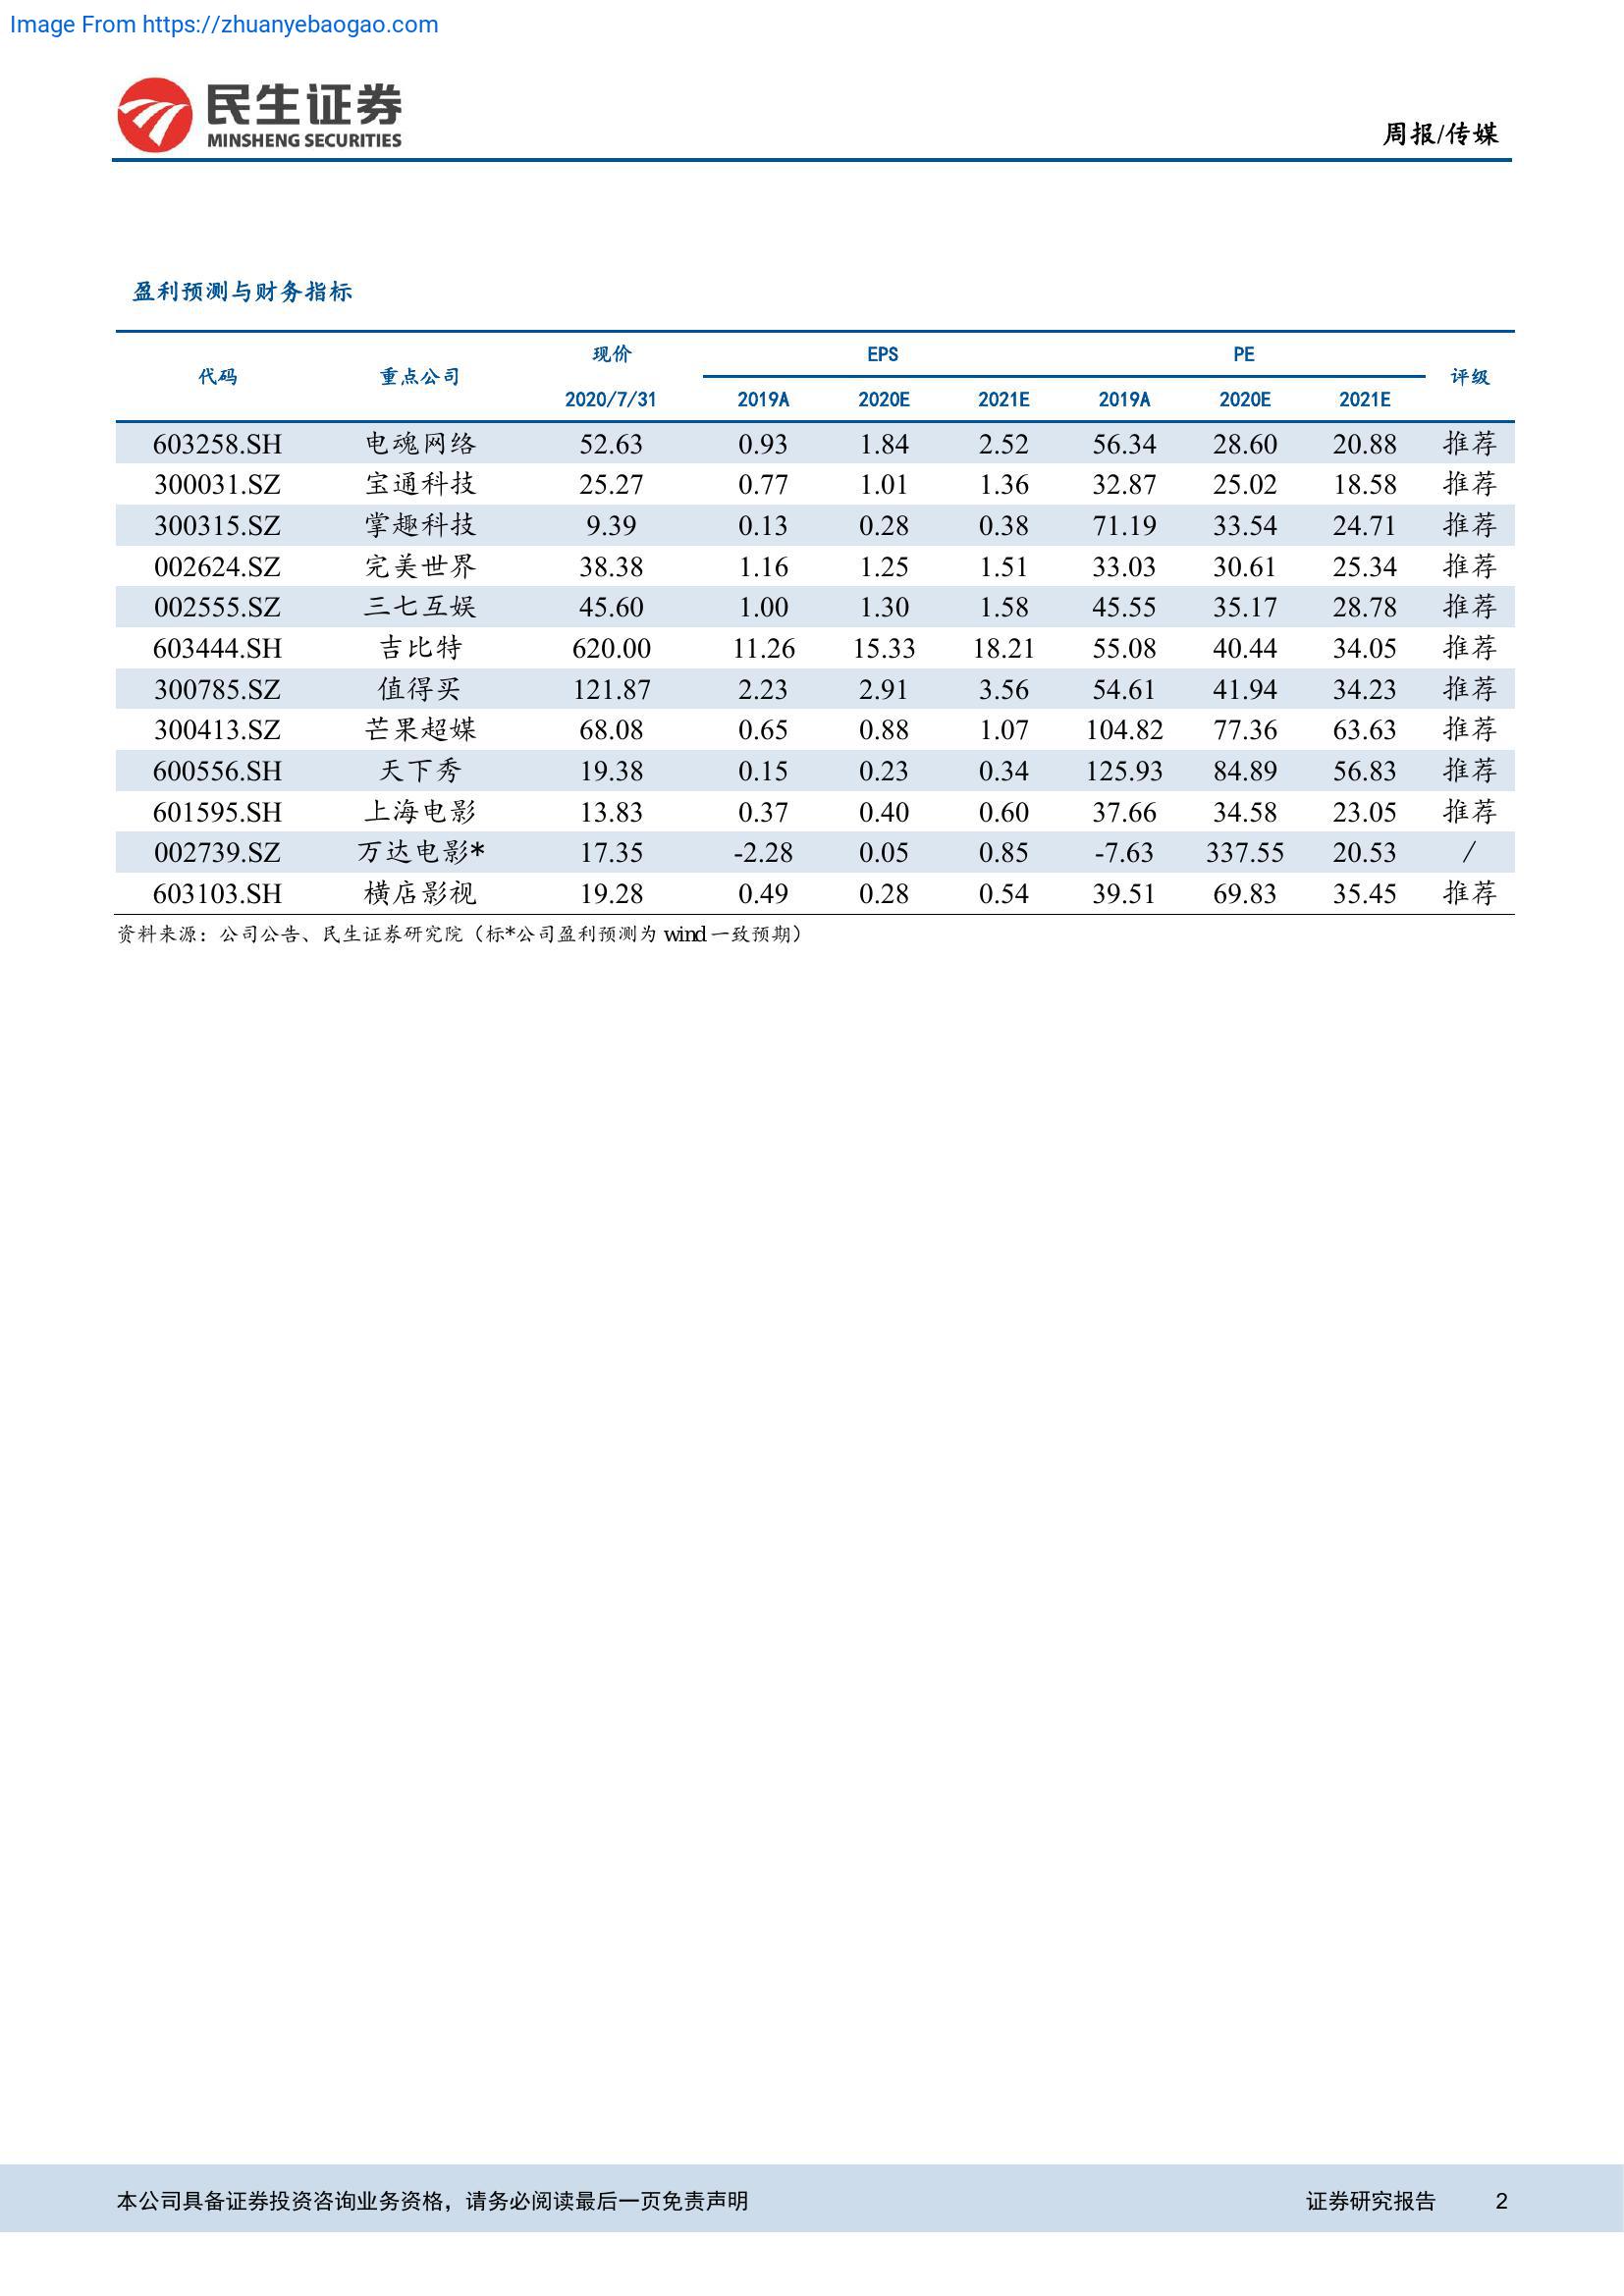 Image From https://zhuanyebaogao.com
民生证券
MINSHENG SECURITIES
周报/传媒
盈利预测与财务指标
代码 重点公司 现价 EPS PE 评级
2020/7/31 2019A 2020E 2021E 2019A 2020E 2021E
603258.SH 电魂网络 52.63 0.93 1.84 2.52 56.34 28.60 20.88 推荐
300031.SZ 宝通科技 25.27 0.77 1.01 1.36 32.87 25.02 18.58 推荐
300315.SZ 掌趣科技 9.39 0.13 0.28 0.38 71.19 33.54 24.71 推荐
002624.SZ 完美世界 38.38 1.16 1.25 1.51 33.03 30.61 25.34 推荐
002555.SZ 三七互娱 45.60 1.00 1.30 1.58 45.55 35.17 28.78 推荐
603444.SH 吉比特 620.00 11.26 15.33 18.21 55.08 40.44 34.05 推荐
300785.SZ 值得买 121.87 2.23 2.91 3.56 54.61 41.94 34.23 推荐
300413.SZ 芒果超媒 68.08 0.65 0.88 1.07 104.82 77.36 63.63 推荐
600556.SH 天下秀 19.38 0.15 0.23 0.34 125.93 84.89 56.83 推荐
601595.SH 上海电影 13.83 0.37 0.40 0.60 37.66 34.58 23.05 推荐
002739.SZ 万达电影* 17.35 -2.28 0.05 0.85 -7.63 337.55 20.53 /
603103.SH 横店影视 19.28 0.49 0.28 0.54 39.51 69.83 35.45 推荐
资料来源：公司公告、民生证券研究院（标*公司盈利预测为 wind 一致预期）
本公司具备证券投资咨询业务资格，请务必阅读最后一页免责声明 证券研究报告 2